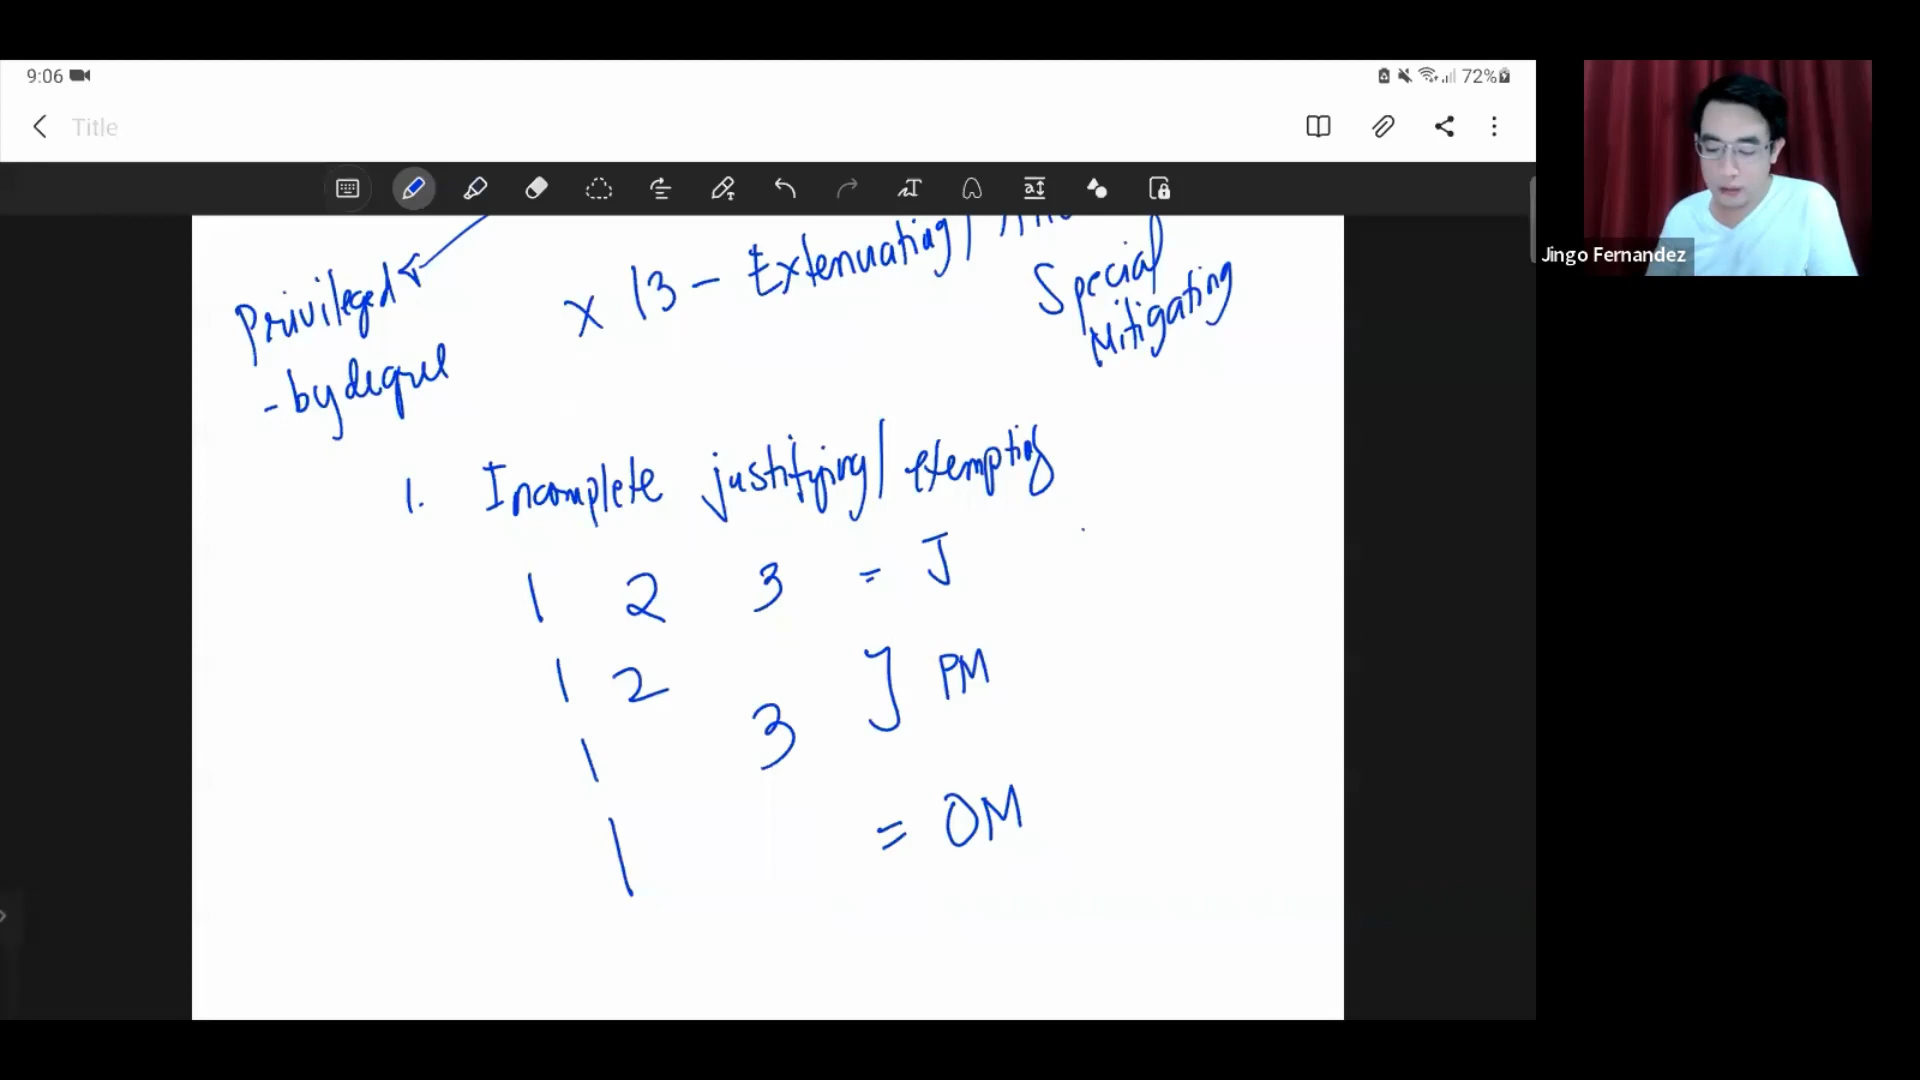 9:06
72%
Title
Jingo Fernandez
Privileged
- by degree
x 13 - Extenuating/
Special
Mitigating
1. Incomplete justifying/exempting
1 2 3 = J
1 2
] PM
1 3
1 = OM